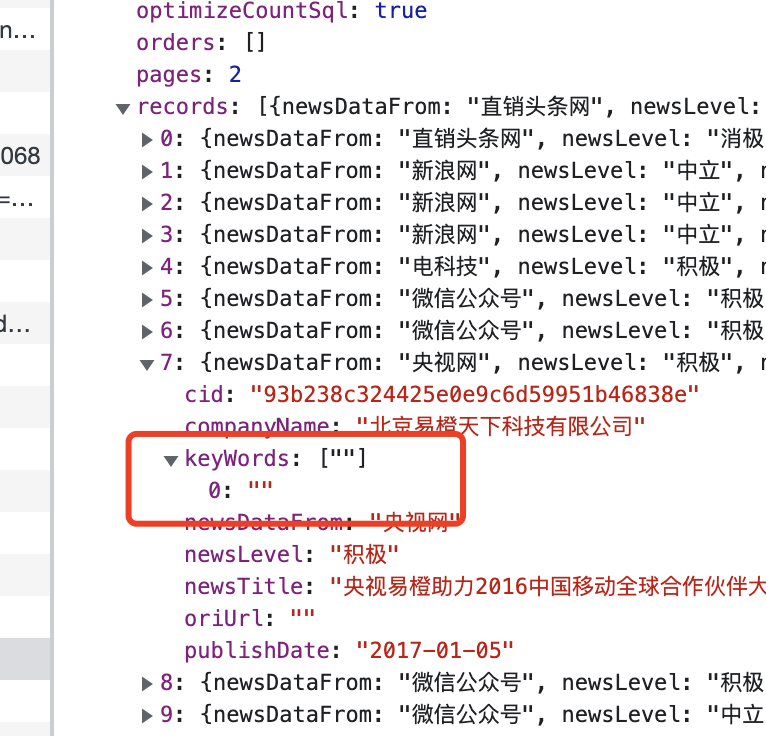 optimizeCountSql: true
n...
orders: []
pages: 2
records: [{newsDataFrom: "直销头条网", newsLevel:
0: {newsDataFrom: "直销头条网", newsLevel: "消极
068
1: {newsDataFrom: "新浪网", newsLevel: "中立", n
=...
2: {newsDataFrom: "新浪网", newsLevel: "中立", n
3: {newsDataFrom: "新浪网", newsLevel: "中立", n
4: {newsDataFrom: "电科技", newsLevel: "积极", n
5: {newsDataFrom: "微信公众号", newsLevel: "积极
d...
6: {newsDataFrom: "微信公众号", newsLevel: "积极
7: {newsDataFrom: "央视网", newsLevel: "积极", n
cid: "93b238c324425e0e9c6d59951b46838e"
companyName: "北京易橙天下科技有限公司"
keyWords: [""]
0: ""
newsDataFrom: "央视网"
newsLevel: "积极"
newsTitle: "央视易橙助力2016中国移动全球合作伙伴大
oriUrl: ""
publishDate: "2017-01-05"
8: {newsDataFrom: "微信公众号", newsLevel: "积极
9: {newsDataFrom: "微信公众号", newsLevel: "中立